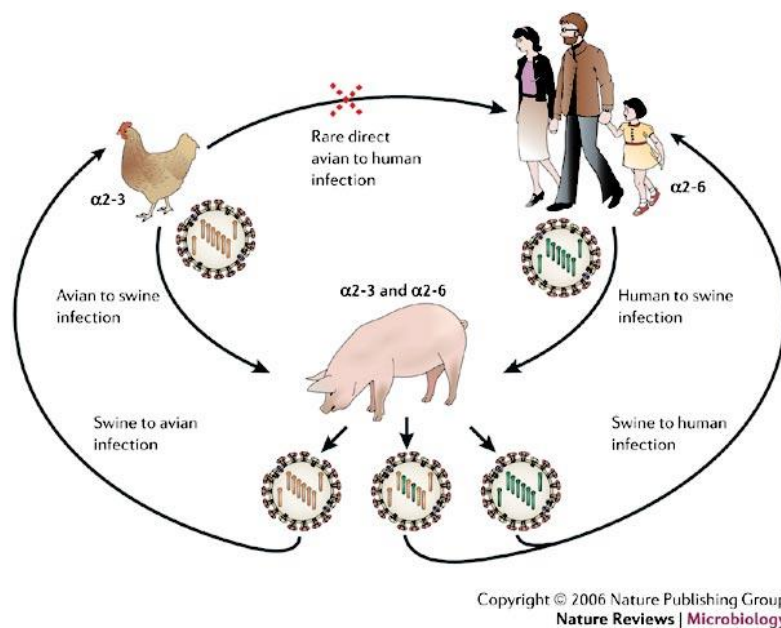 Rare direct
avian to human
infection
α2-3
α2-6
Avian to swine
infection
α2-3 and α2-6
Human to swine
infection
Swine to avian
infection
Swine to human
infection
Copyright © 2006 Nature Publishing Group
Nature Reviews | Microbiology